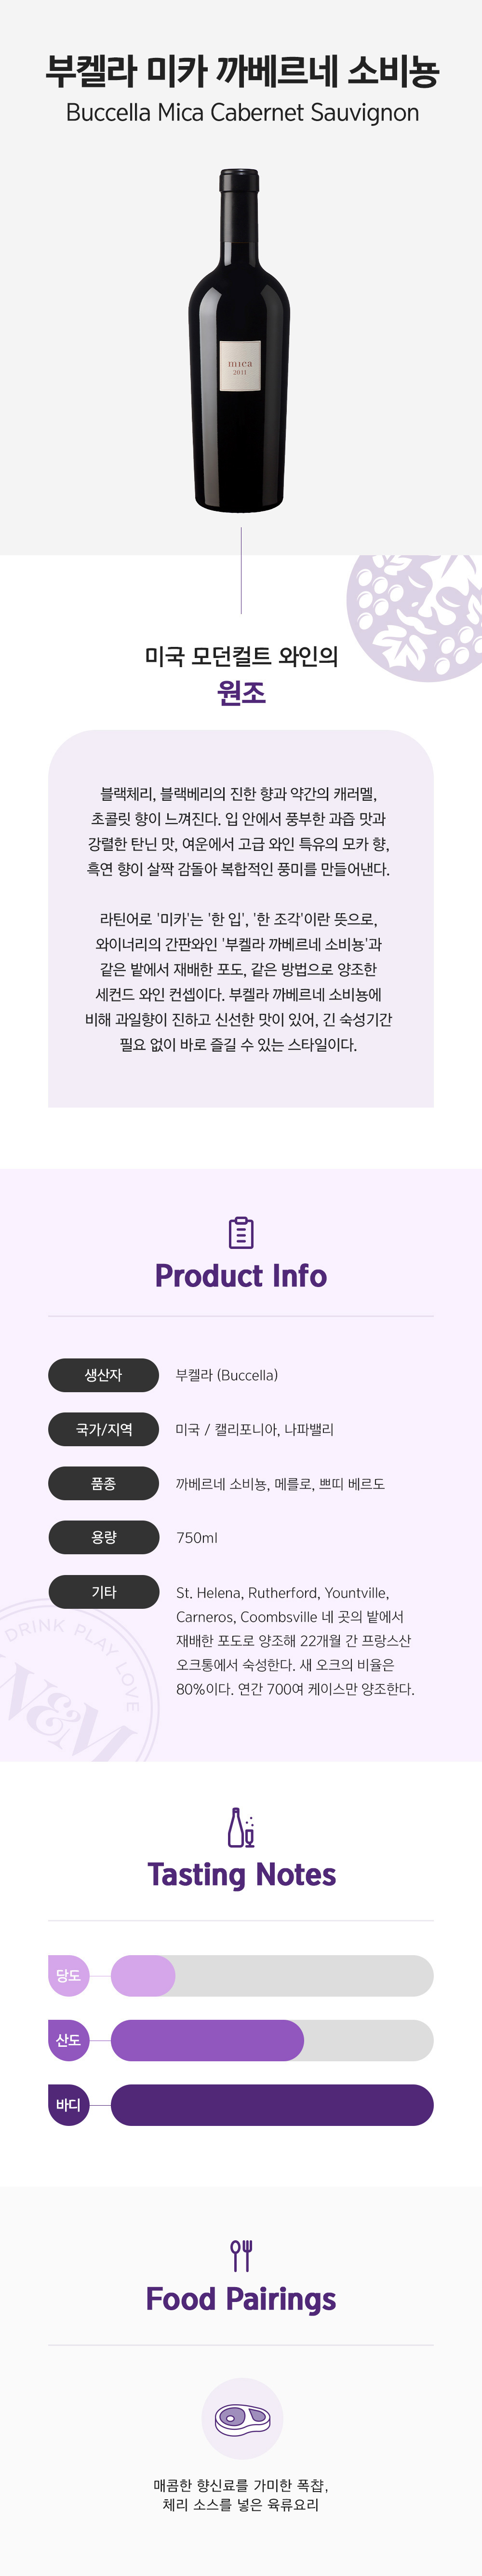 부켈라 미카 까베르네 소비뇽
Buccella Mica Cabernet Sauvignon
mica
2011
미국 모던컬트 와인의
원조
블랙체리, 블랙베리의 진한 향과 약간의 캐러멜,
초콜릿 향이 느껴진다. 입 안에서 풍부한 과즙 맛과
강렬한 탄닌 맛, 여운에서 고급 와인 특유의 모카 향,
흑연 향이 살짝 감돌아 복합적인 풍미를 만들어낸다.
라틴어로 '미카'는 '한 입', '한 조각'이란 뜻으로,
와이너리의 간판와인 '부켈라 까베르네 소비뇽'과
같은 밭에서 재배한 포도, 같은 방법으로 양조한
세컨드 와인 컨셉이다. 부켈라 까베르네 소비뇽에
비해 과일향이 진하고 신선한 맛이 있어, 긴 숙성기간
필요 없이 바로 즐길 수 있는 스타일이다.
Product Info
생산자 부켈라 (Buccella)
국가/지역 미국 / 캘리포니아, 나파밸리
품종 까베르네 소비뇽, 메를로, 쁘띠 베르도
용량 750ml
기타 St. Helena, Rutherford, Yountville,
Carneros, Coombsville 네 곳의 밭에서
재배한 포도로 양조해 22개월 간 프랑스산
오크통에서 숙성한다. 새 오크의 비율은
80%이다. 연간 700여 케이스만 양조한다.
DRINK PLAY LOVE
W&M
Tasting Notes
당도
산도
바디
Food Pairings
매콤한 향신료를 가미한 폭챱,
체리 소스를 넣은 육류요리